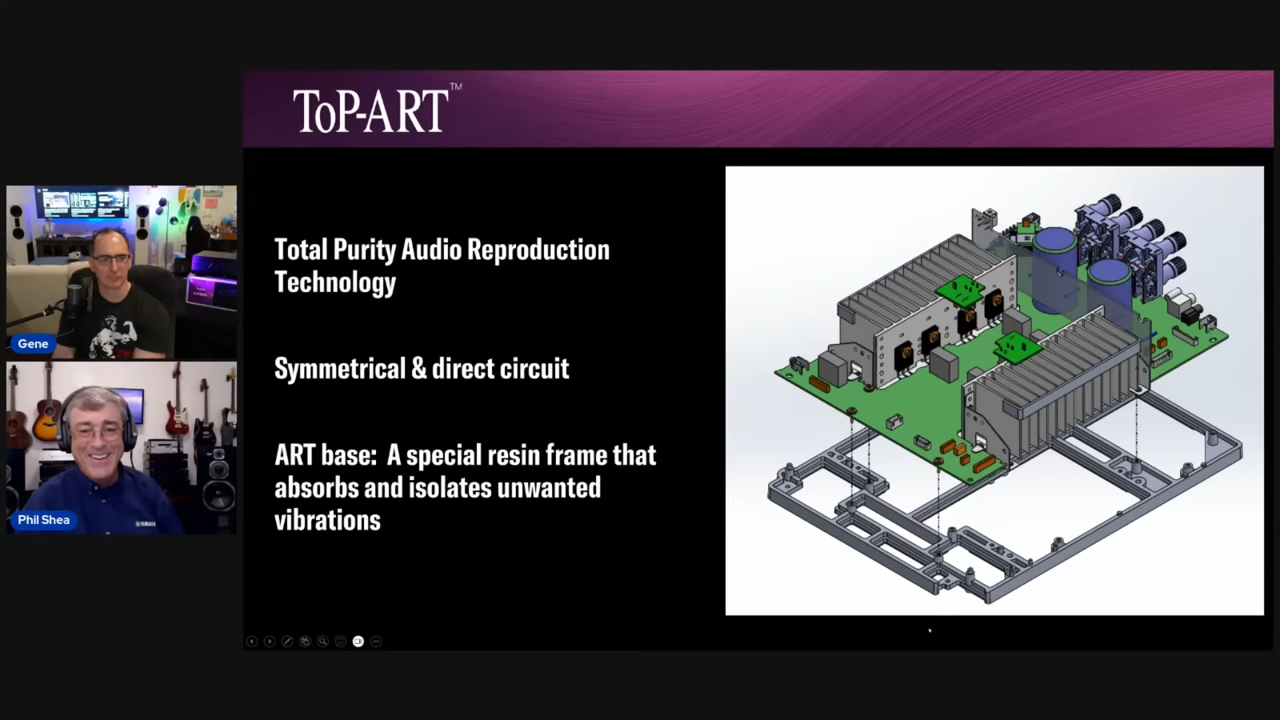 ToP-ART™
Total Purity Audio Reproduction
Technology
Symmetrical & direct circuit
ART base: A special resin frame that
absorbs and isolates unwanted
vibrations
Gene
Phil Shea
YAMAHA